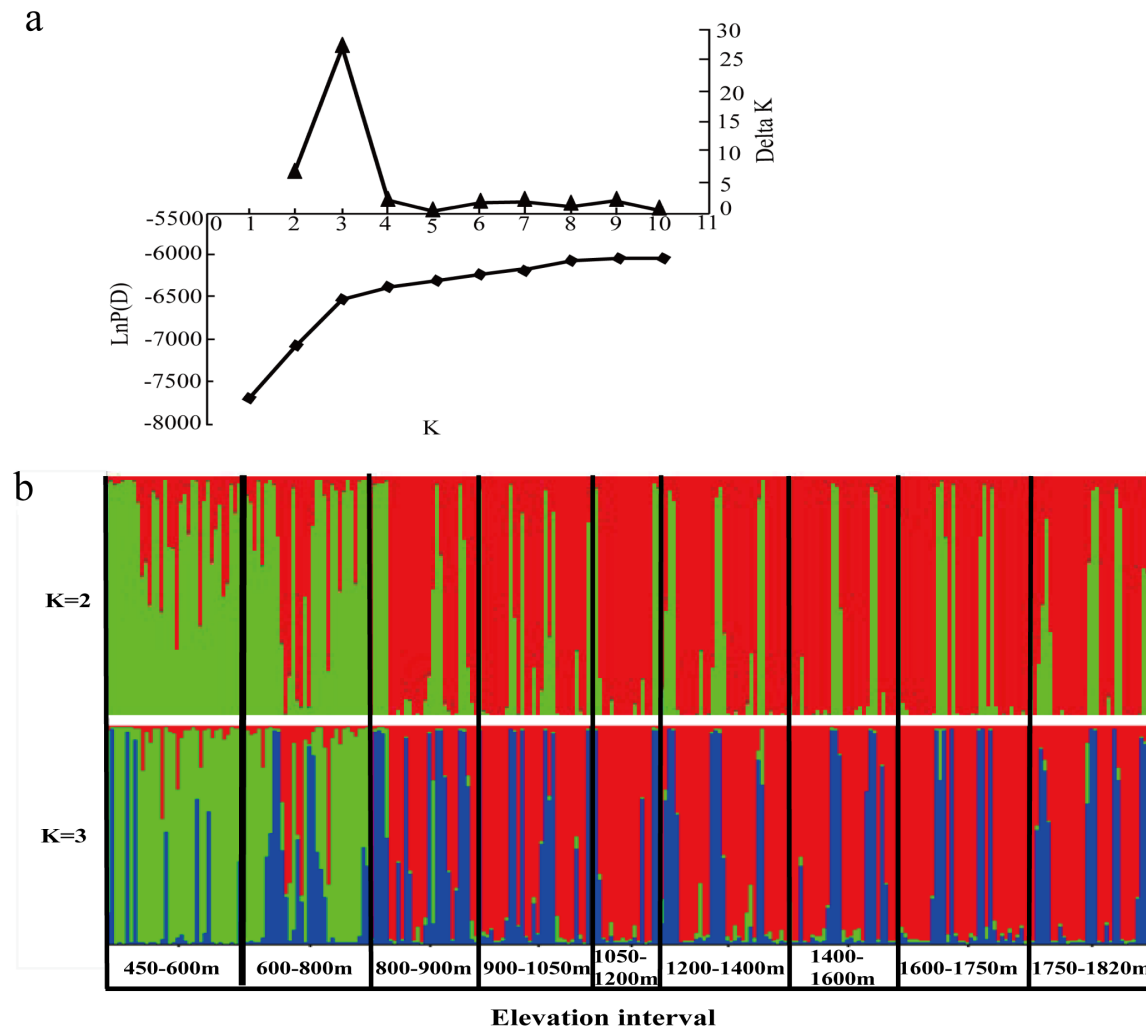 a
30
25
20
15
10
5
0
Delta K
0 1 2 3 4 5 6 7 8 9 10 11
-5500
-6000
-6500
-7000
-7500
-8000
LnP(D)
K
b
K=2
K=3
450-600m
600-800m
800-900m
900-1050m
1050-
1200m
1200-1400m
1400-
1600m
1600-1750m
1750-1820m
Elevation interval